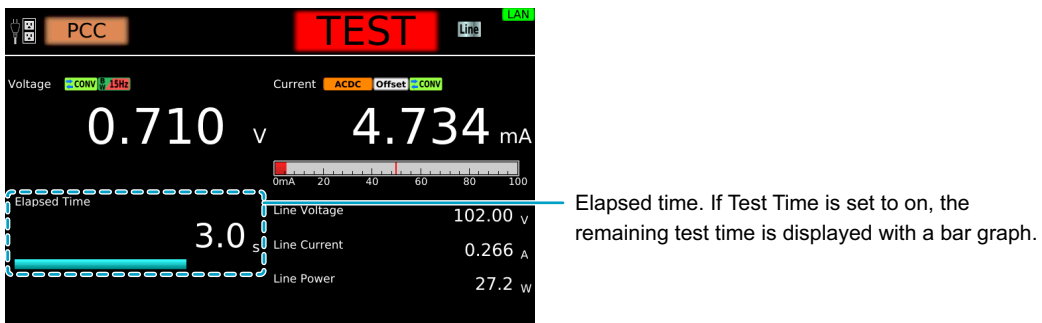 PCC
TEST
Line
LAN
Voltage CONV BW 15Hz
Current ACDC Offset CONV
0.710 V
4.734 mA
0mA 20 40 60 80 100
Elapsed Time
3.0 s
Line Voltage 102.00 V
Line Current 0.266 A
Line Power 27.2 W
Elapsed time. If Test Time is set to on, the
remaining test time is displayed with a bar graph.